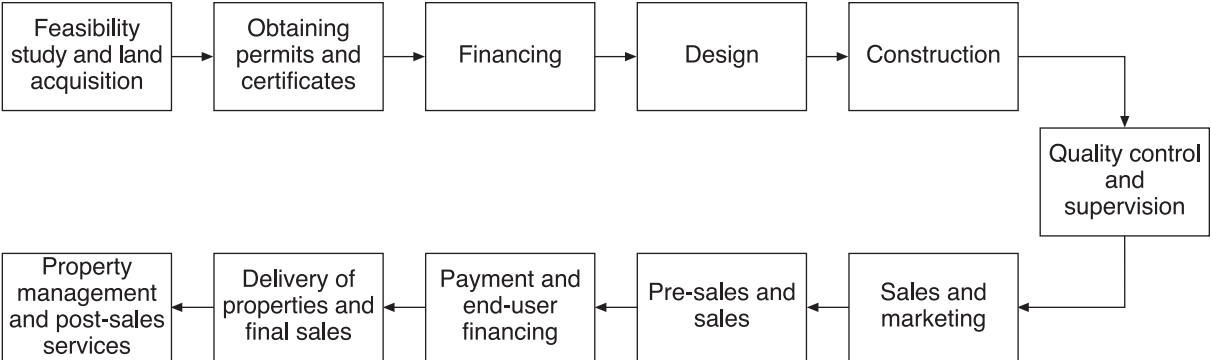 Feasibility
study and land
acquisition
Obtaining
permits and
certificates
Financing
Design
Construction
Quality control
and
supervision
Sales and
marketing
Pre-sales and
sales
Payment and
end-user
financing
Delivery of
properties and
final sales
Property
management
and post-sales
services